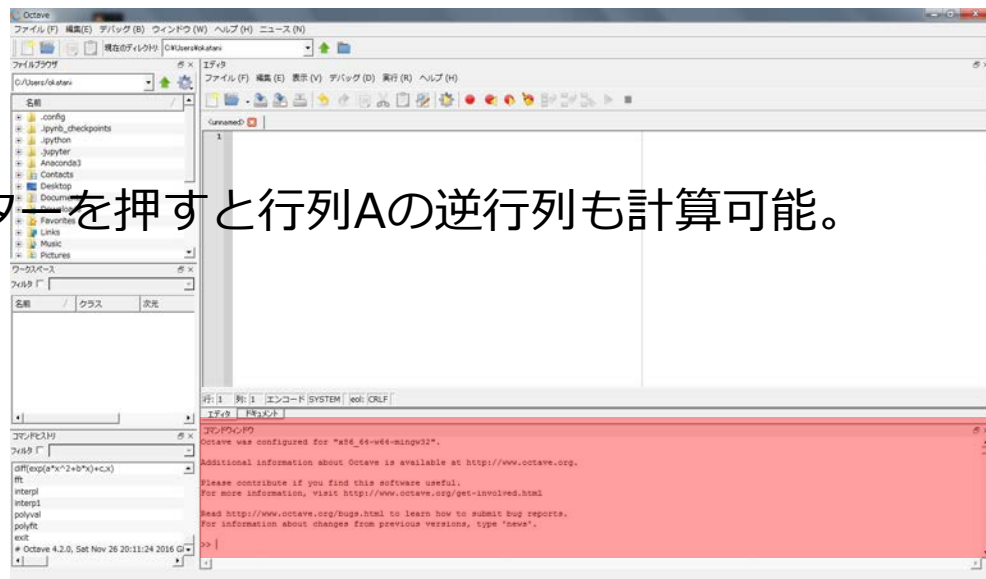 Octave
ファイル(F) 編集(E) デバッグ(B) ウィンドウ(W) ヘルプ(H) ニュース(N)
現在のディレクトリ C:¥Users¥okatani
ファイルブラウザ
C:/Users/okatani
名前
.config
.ipynb_checkpoints
.ipython
.jupyter
Anaconda3
Contacts
Desktop
Links
Music
Pictures
ワークスペース
フィルタ
名前 クラス 次元
コマンドヒストリ
フィルタ
diff(exp(a*x^2+b*x)+c,x)
fft
interpl
interp1
polyval
polyfit
exit
# Octave 4.2.0, Sat Nov 26 20:11:24 2016 G
エディタ
ファイル(F) 編集(E) 表示(V) デバッグ(D) 実行(R) ヘルプ(H)
<unnamed>
1
ターを押すと行列Aの逆行列も計算可能。
行: 1 列: 1 エンコード SYSTEM eol: CRLF
エディタ ドキュメント
コマンドウィンドウ
Octave was configured for "x86_64-w64-mingw32".
Additional information about Octave is available at http://www.octave.org.
Please contribute if you find this software useful.
For more information, visit http://www.octave.org/get-involved.html
Read http://www.octave.org/bugs.html to learn how to submit bug reports.
For information about changes from previous versions, type 'news'.
>>